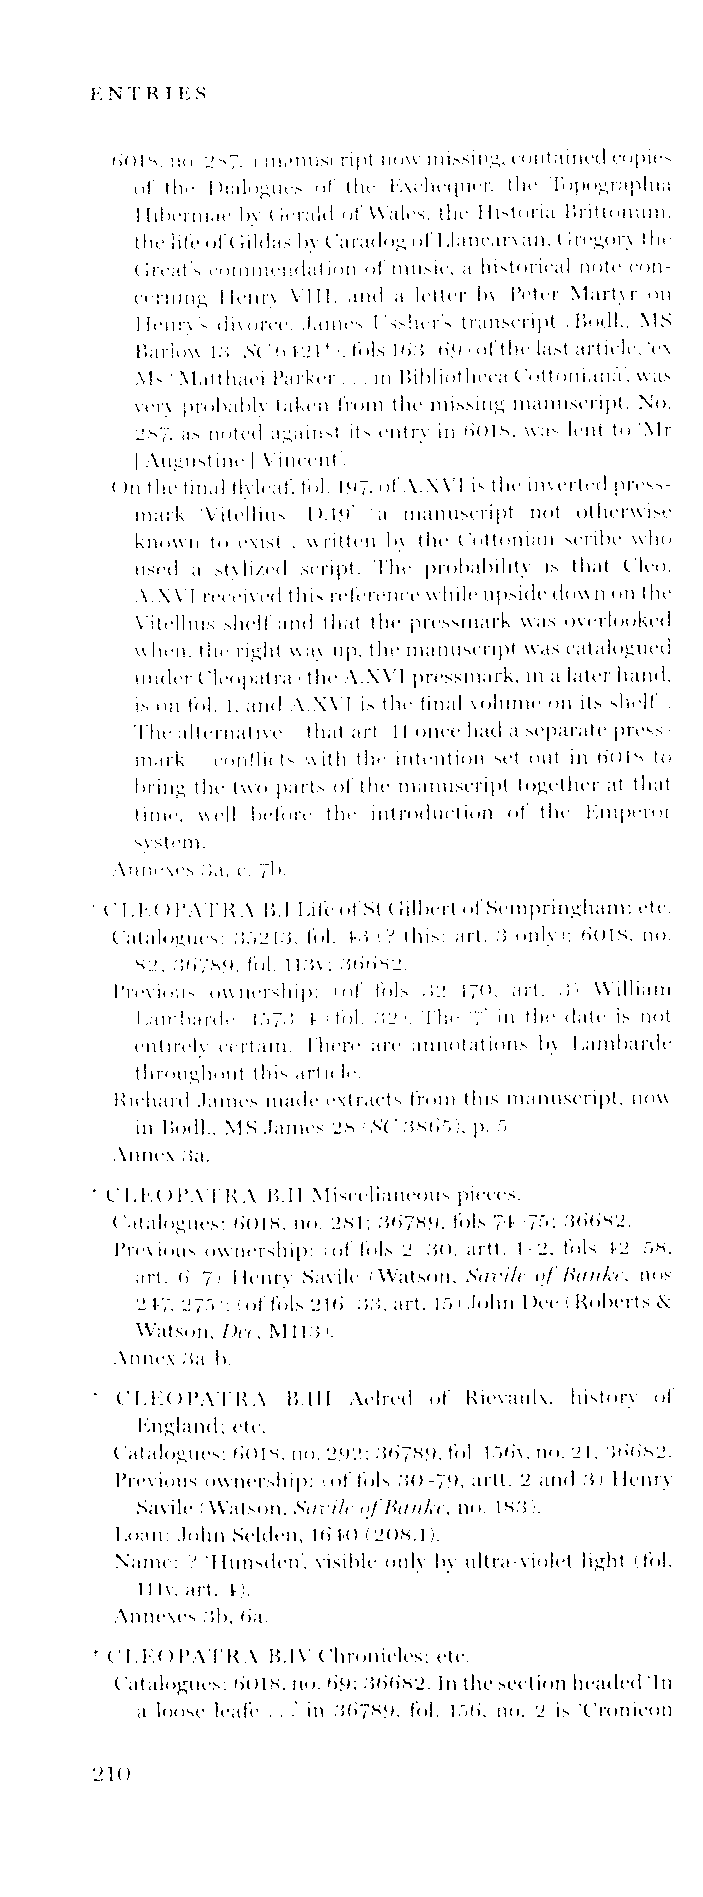 ENTRIES
6018, no. 287, a manuscript now missing, contained copies
of the Dialogues of the Exchequer, the Topographia
Hiberniae by Gerald of Wales, the Historia Brittonum,
the life of Gildas by Caradog of Llancarvan, Gregory the
Great's commendation of music, a historical note con-
cerning Henry VIII, and a letter by Peter Martyr on
Henry's divorce. James Ussher's transcript (Bodl., MS
Barlow 13 (SC 6421*), fols 163–69) of the last article, 'ex
Ms. Matthaei Parker . . . in Bibliotheca Cottoniana', was
very probably taken from the missing manuscript. No.
287, as noted against its entry in 6018, was lent to 'Mr
[Augustine] Vincent'.
On the final flyleaf, fol. 197, of A.XVI is the inverted press-
mark 'Vitellius D.19' (a manuscript not otherwise
known to exist), written by the Cottonian scribe who
used a stylized script. The probability is that Cleo.
A.XVI received this reference while upside down on the
Vitellius shelf and that the pressmark was overlooked
when, the right way up, the manuscript was catalogued
under Cleopatra (the A.XVI pressmark, in a later hand,
is on fol. 1, and A.XVI is the final volume on its shelf).
The alternative – that art. 11 once had a separate press-
mark – conflicts with the intention set out in 6018 to
bring the two parts of the manuscript together at that
time, well before the introduction of the Emperor
system.
Annexes 3a, c, 7b.
* CLEOPATRA B.I Life of St Gilbert of Sempringham; etc.
Catalogues: 35213, fol. 43 (? this; art. 3 only); 6018, no.
82; 36789, fol. 113v; 36682.
Previous ownership: (of fols 32–170, art. 3) William
Lambarde, 1573/4 (fol. 32). The '7' in the date is not
entirely certain. There are annotations by Lambarde
throughout this article.
Richard James made extracts from this manuscript, now
in Bodl., MS James 28 (SC 3865), p. 5.
Annex 3a.
* CLEOPATRA B.II Miscellaneous pieces.
Catalogues: 6018, no. 281; 36789, fols 74–75; 36682.
Previous ownership: (of fols 2–30, artt. 1–2, fols 42–58,
art. 6–7) Henry Savile (Watson, Savile of Banke, nos
247, 275); (of fols 216–33, art. 15) John Dee (Roberts &
Watson, Dee, M113).
Annex 3a–b.
* CLEOPATRA B.III Aelred of Rievaulx, history of
England; etc.
Catalogues: 6018, no. 292; 36789, fol. 156v, no. 21; 36682.
Previous ownership: (of fols 30–79, artt. 2 and 3) Henry
Savile (Watson, Savile of Banke, no. 183).
Loan: John Selden, 1640 (208.1).
Name: ? 'Hunsden', visible only by ultra-violet light (fol.
111v, art. 4).
Annexes 3b, 6a.
* CLEOPATRA B.IV Chronicles; etc.
Catalogues: 6018, no. 69; 36682. In the section headed 'In
a loose leafe . . .' in 36789, fol. 156, no. 2 is 'Cronicon
210